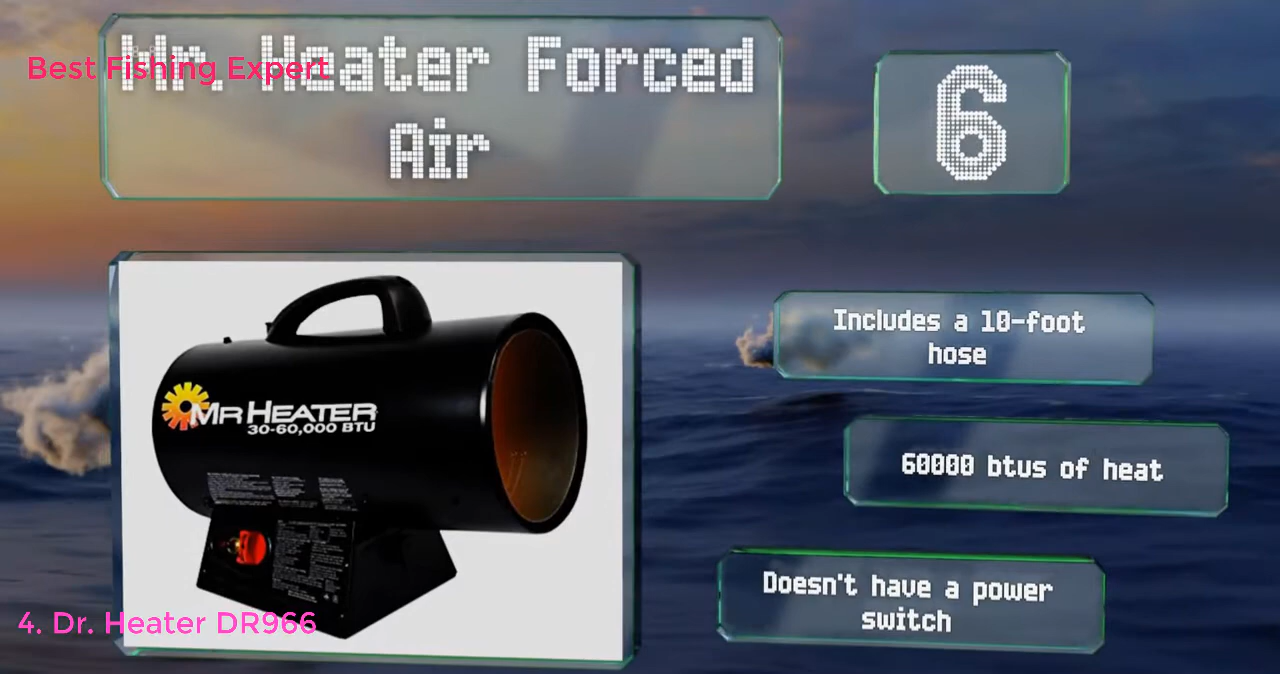 Mr. Heater Forced
Air
Best Fishing Expert
6
MR HEATER
30-60,000 BTU
Includes a 10-foot
hose
60000 btus of heat
Doesn't have a power
switch
4. Dr. Heater DR966